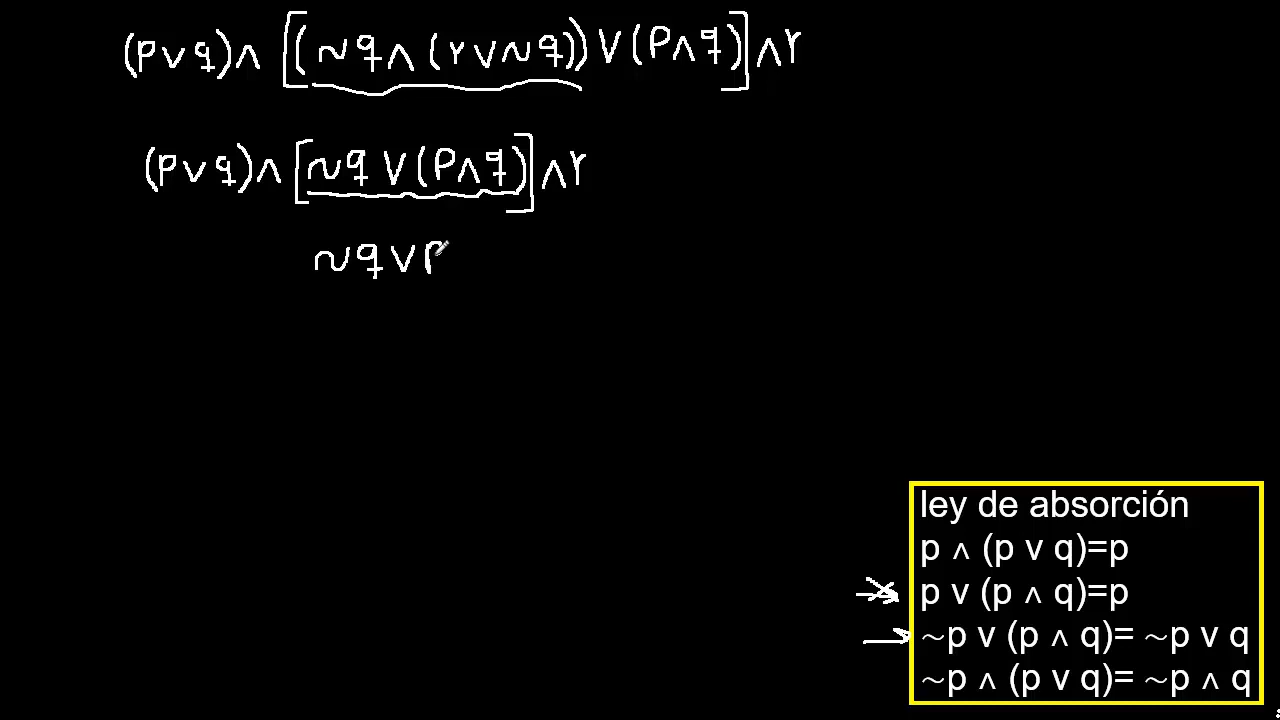 (p∨q)∧[(~q∧(r∨~q))∨(p∧q)]∧r
(p∨q)∧[~q∨(p∧q)]∧r
~q∨p
ley de absorción
p ∧ (p ∨ q)=p
p ∨ (p ∧ q)=p
~p ∨ (p ∧ q)= ~p ∨ q
~p ∧ (p ∨ q)= ~p ∧ q